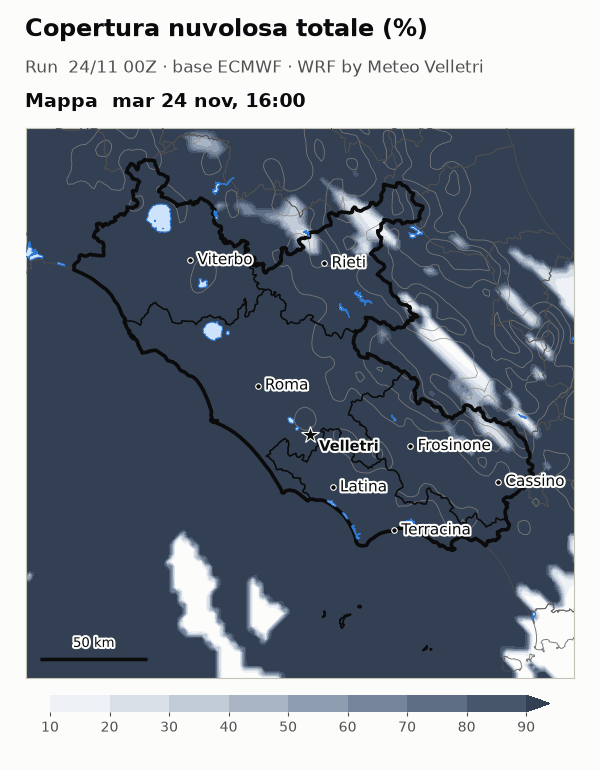 Copertura nuvolosa totale (%)
Run  24/11 00Z · base ECMWF · WRF by Meteo Velletri
Mappa  mar 24 nov, 16:00
Viterbo
Rieti
Roma
Velletri
Frosinone
Latina
Cassino
Terracina
50 km
10 20 30 40 50 60 70 80 90